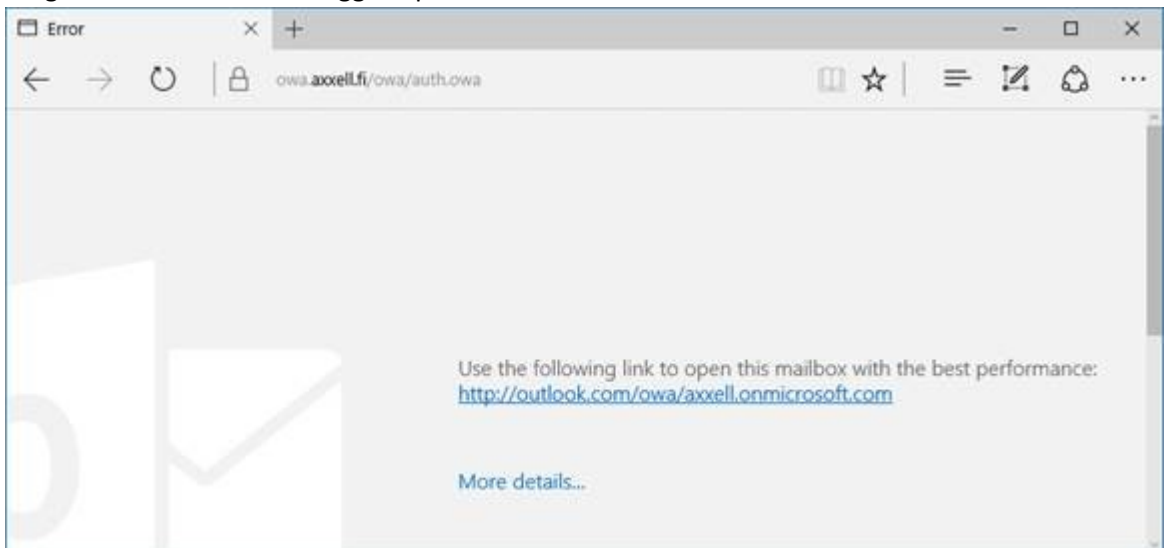 Error
owa.axxell.fi/owa/auth.owa
Use the following link to open this mailbox with the best performance:
http://outlook.com/owa/axxell.onmicrosoft.com
More details...